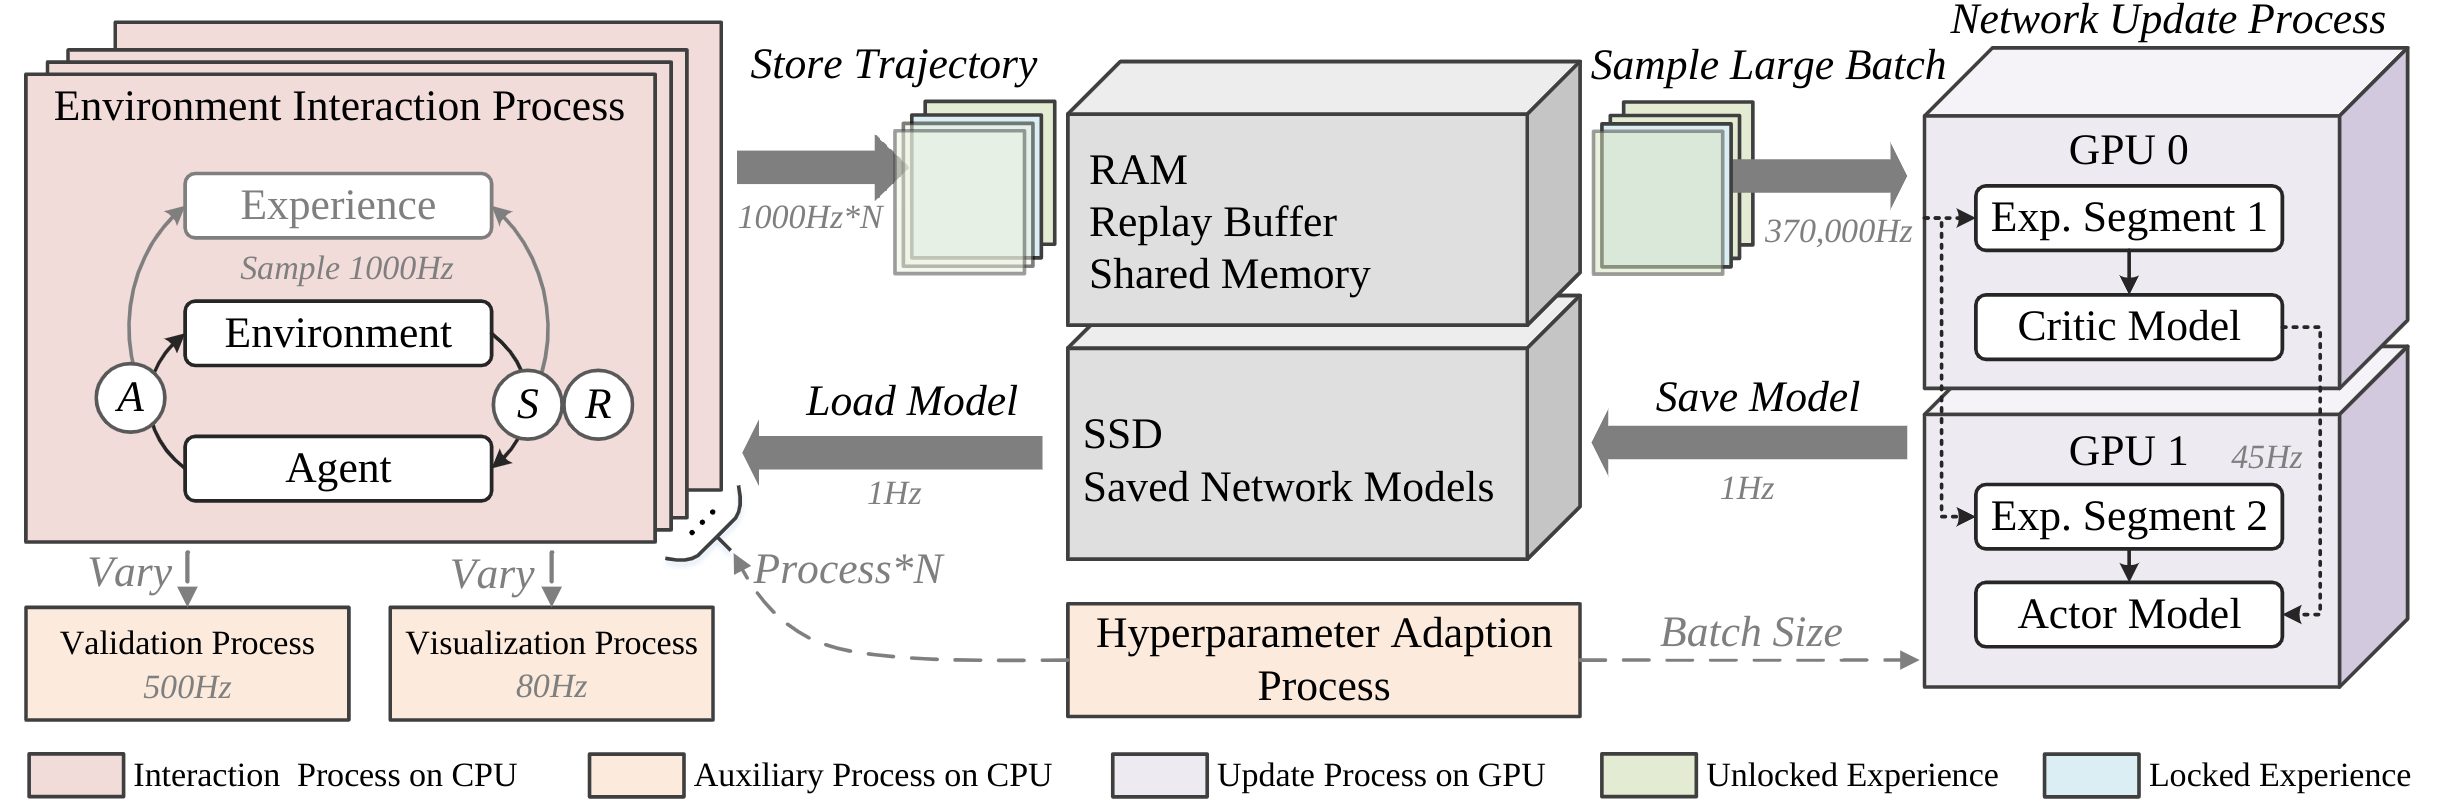 Network Update Process
Store Trajectory
Sample Large Batch
Environment Interaction Process
Experience
Sample 1000Hz
Environment
A
S
R
Agent
1000Hz*N
RAM
Replay Buffer
Shared Memory
370,000Hz
GPU 0
Exp. Segment 1
Critic Model
Load Model
1Hz
SSD
Saved Network Models
Save Model
1Hz
GPU 1
45Hz
Exp. Segment 2
Actor Model
...
Vary
Vary
Process*N
Validation Process
500Hz
Visualization Process
80Hz
Hyperparameter Adaption
Process
Batch Size
Interaction Process on CPU
Auxiliary Process on CPU
Update Process on GPU
Unlocked Experience
Locked Experience